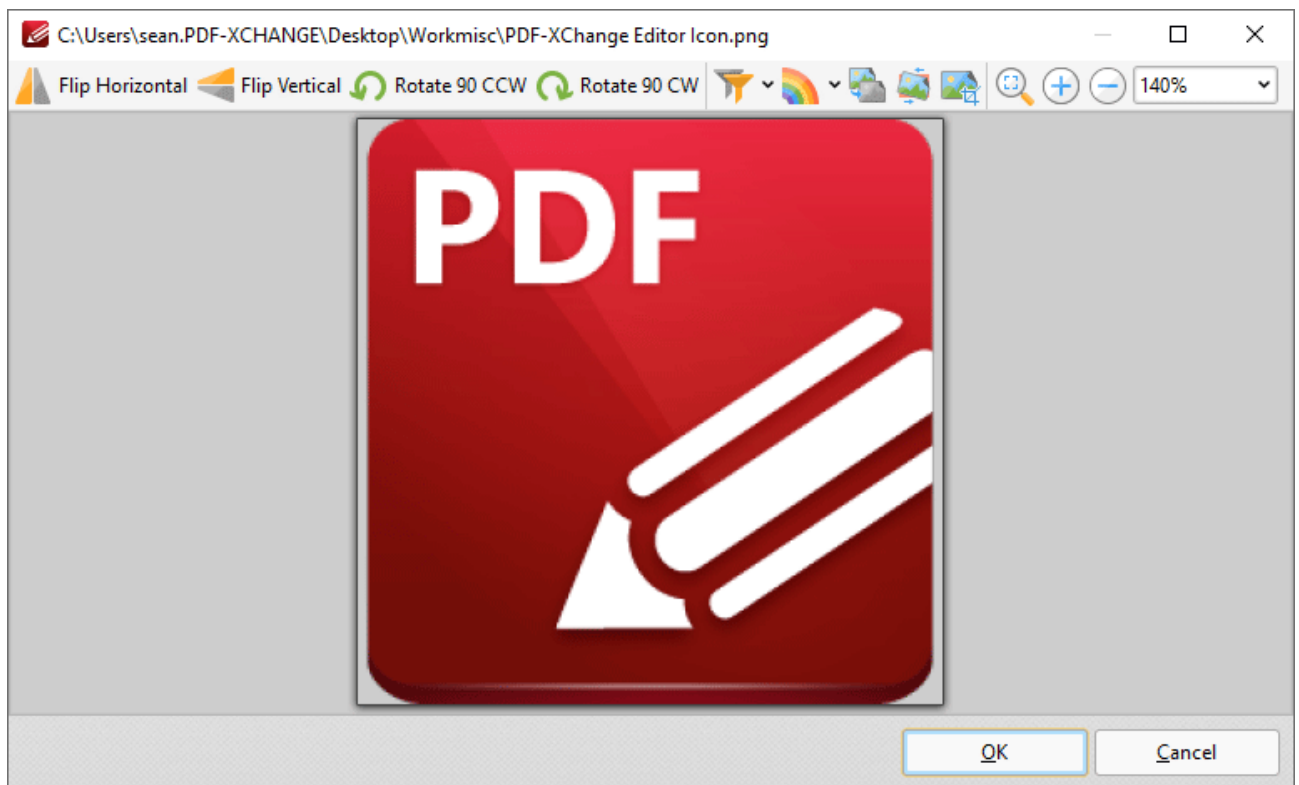 C:\Users\sean.PDF-XCHANGE\Desktop\Workmisc\PDF-XChange Editor Icon.png
Flip Horizontal Flip Vertical Rotate 90 CCW Rotate 90 CW 140%
PDF
OK Cancel